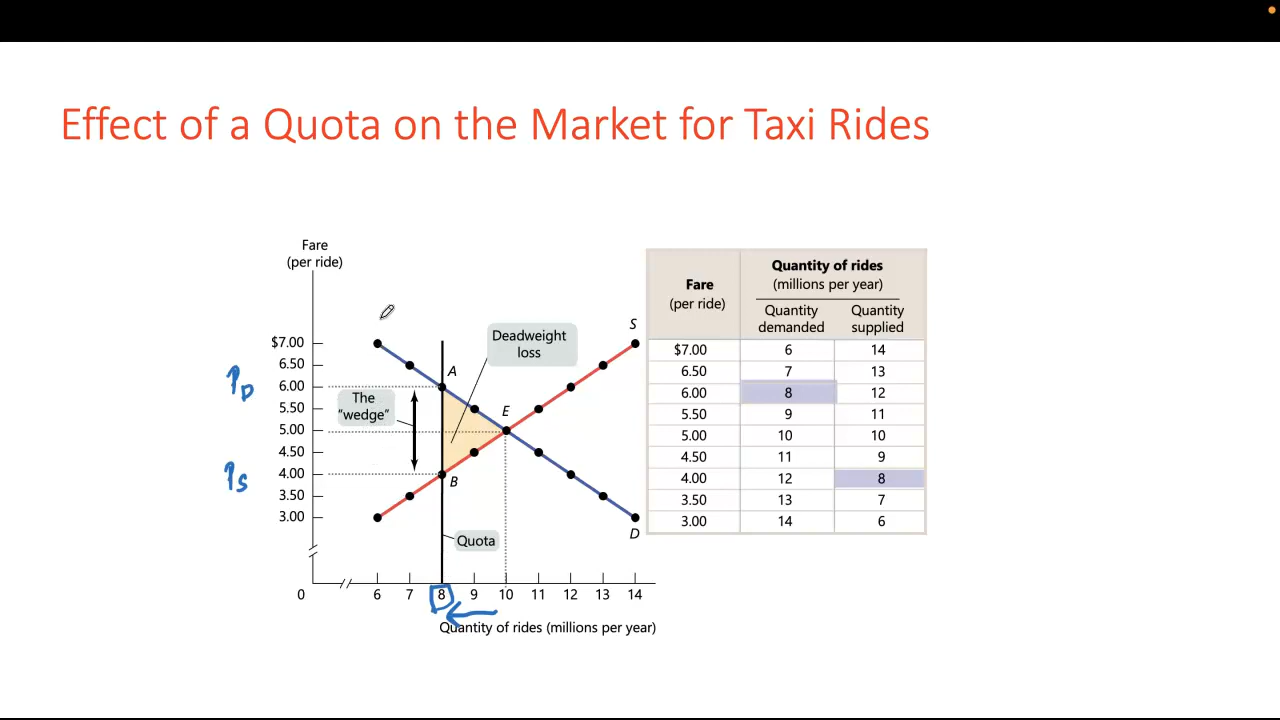 Effect of a Quota on the Market for Taxi Rides
Fare
(per ride)
$7.00
6.50
6.00
5.50
5.00
4.50
4.00
3.50
3.00
P_D
P_S
The
"wedge"
Deadweight
loss
A
E
B
S
D
Quota
0 6 7 8 9 10 11 12 13 14
Quantity of rides (millions per year)
Fare
(per ride)
Quantity of rides
(millions per year)
Quantity
demanded
Quantity
supplied
$7.00 6 14
6.50 7 13
6.00 8 12
5.50 9 11
5.00 10 10
4.50 11 9
4.00 12 8
3.50 13 7
3.00 14 6